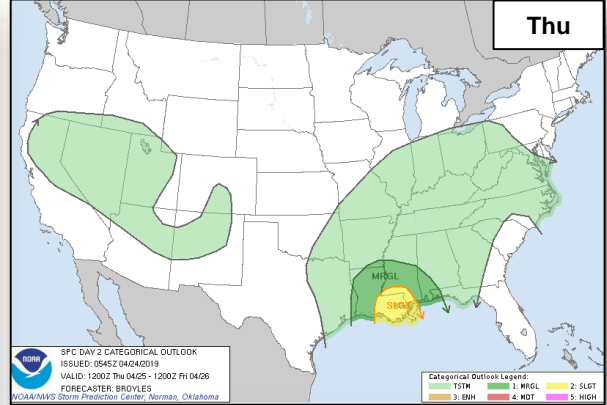 Thu
MRGL
SLGT
SPC DAY 2 CATEGORICAL OUTLOOK
ISSUED: 0545Z 04/24/2019
VALID: 1200Z Thu 04/25 - 1200Z Fri 04/26
FORECASTER: BROYLES
NOAA/NWS Storm Prediction Center, Norman, Oklahoma
NOAA
Categorical Outlook Legend:
TSTM 1: MRGL 2: SLGT
3: ENH 4: MDT 5: HIGH